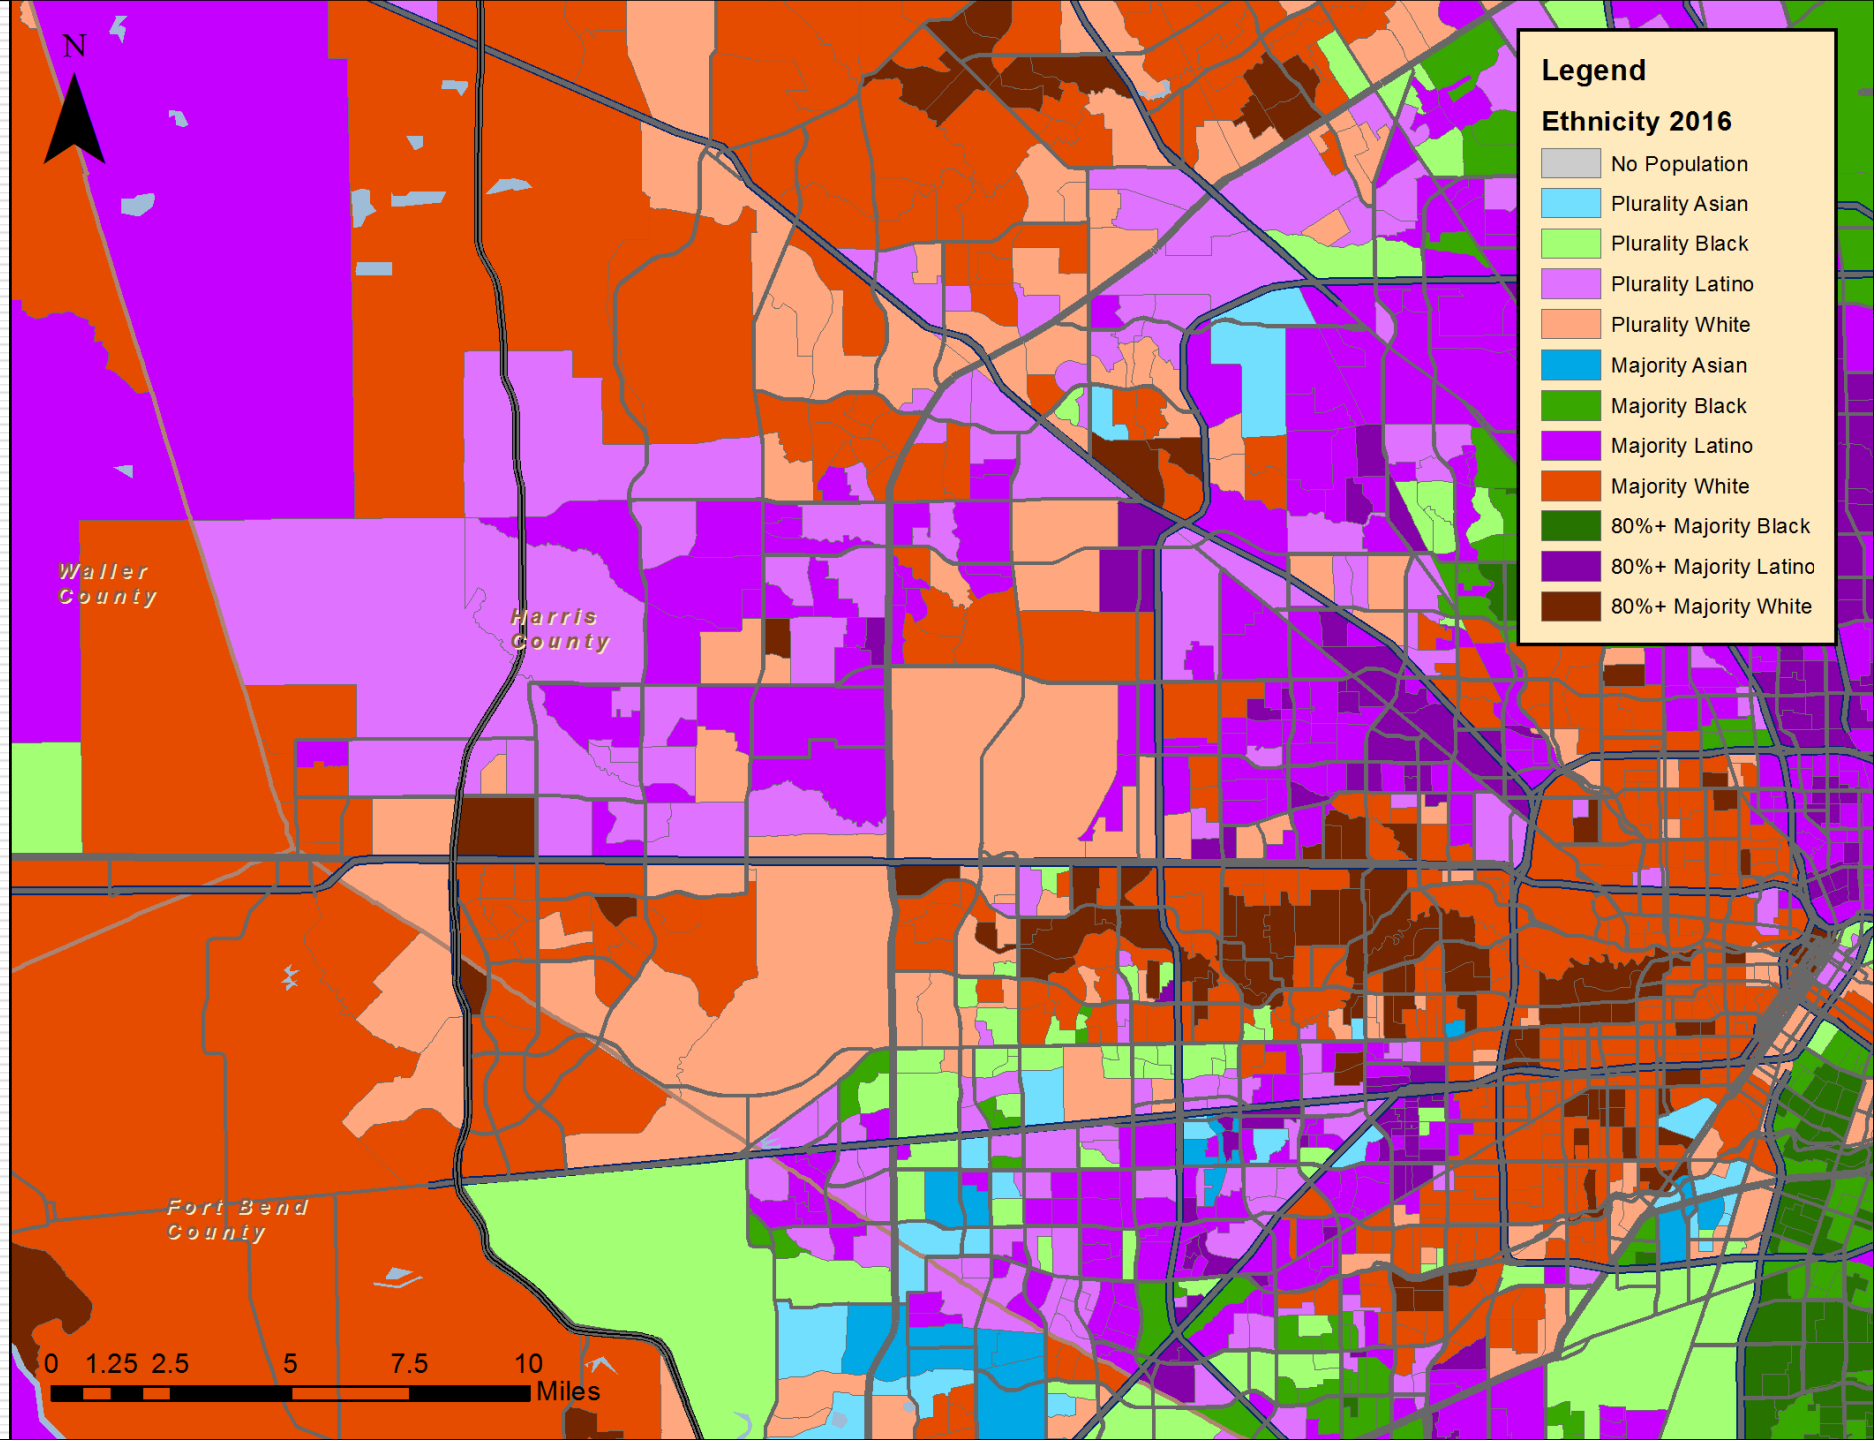 N
Legend
Ethnicity 2016
No Population
Plurality Asian
Plurality Black
Plurality Latino
Plurality White
Majority Asian
Majority Black
Majority Latino
Majority White
80%+ Majority Black
80%+ Majority Latino
80%+ Majority White
Waller
County
Harris
County
Fort Bend
County
0 1.25 2.5 5 7.5 10
Miles